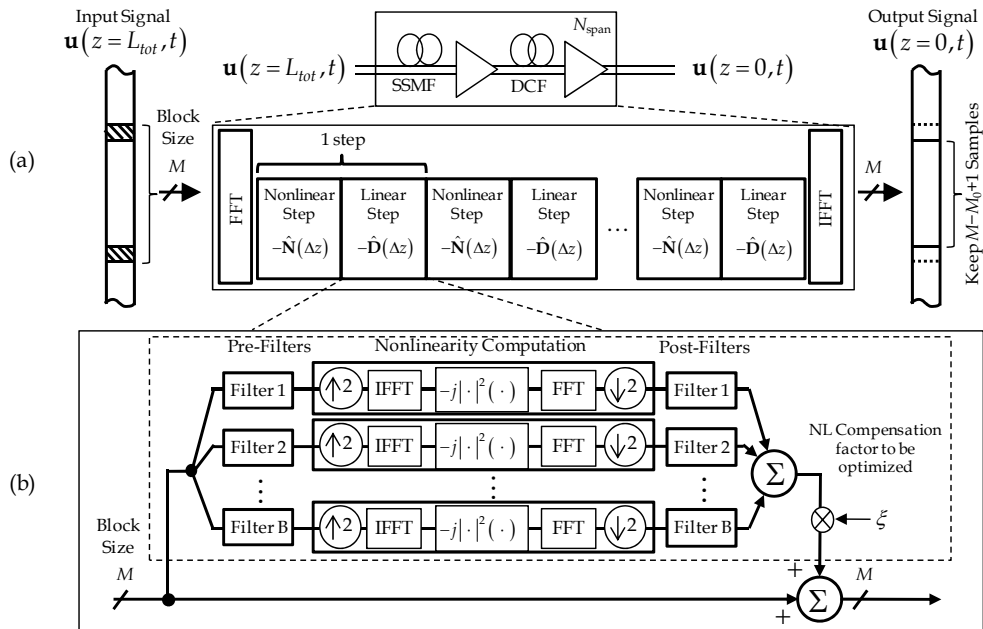 (a)
Input Signal
u(z = L_tot, t)
Block
Size
M
u(z = L_tot, t)
N_span
SSMF
DCF
u(z = 0, t)
Output Signal
u(z = 0, t)
1 step
FFT
Nonlinear
Step
−N̂(Δz)
Linear
Step
−D̂(Δz)
Nonlinear
Step
−N̂(Δz)
Linear
Step
−D̂(Δz)
...
Nonlinear
Step
−N̂(Δz)
Linear
Step
−D̂(Δz)
IFFT
M
Keep M−M₀+1 Samples
(b)
Pre-Filters
Nonlinearity Computation
Post-Filters
Filter 1
↑2
IFFT
−j|·|²(·)
FFT
↓2
Filter 1
Filter 2
↑2
IFFT
−j|·|²(·)
FFT
↓2
Filter 2
⋮
⋮
⋮
Filter B
↑2
IFFT
−j|·|²(·)
FFT
↓2
Filter B
Σ
NL Compensation
factor to be
optimized
⊗
ξ
Block
Size
M
+
+
Σ
M